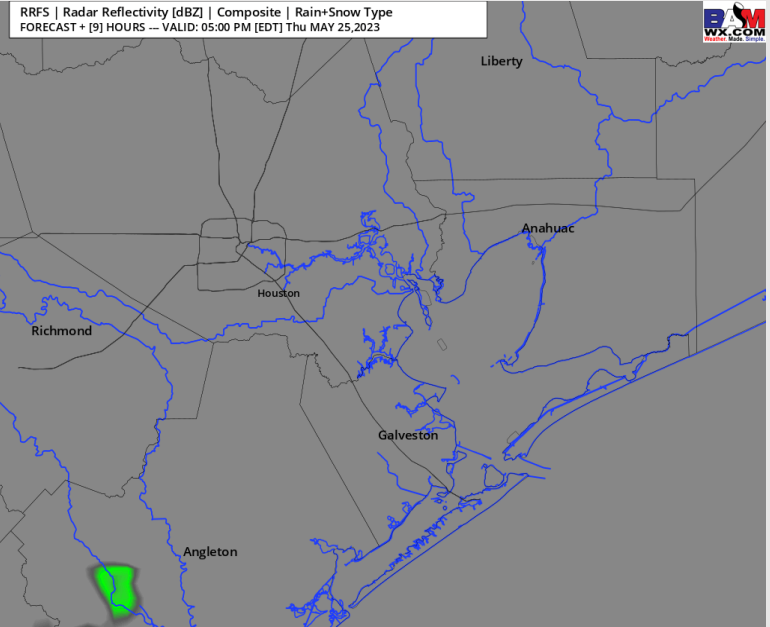 RRFS | Radar Reflectivity [dBZ] | Composite | Rain+Snow Type
FORECAST + [9] HOURS --- VALID: 05:00 PM [EDT] Thu MAY 25,2023
BAM
WX.COM
Weather. Made. Simple.
Liberty
Anahuac
Houston
Richmond
Galveston
Angleton